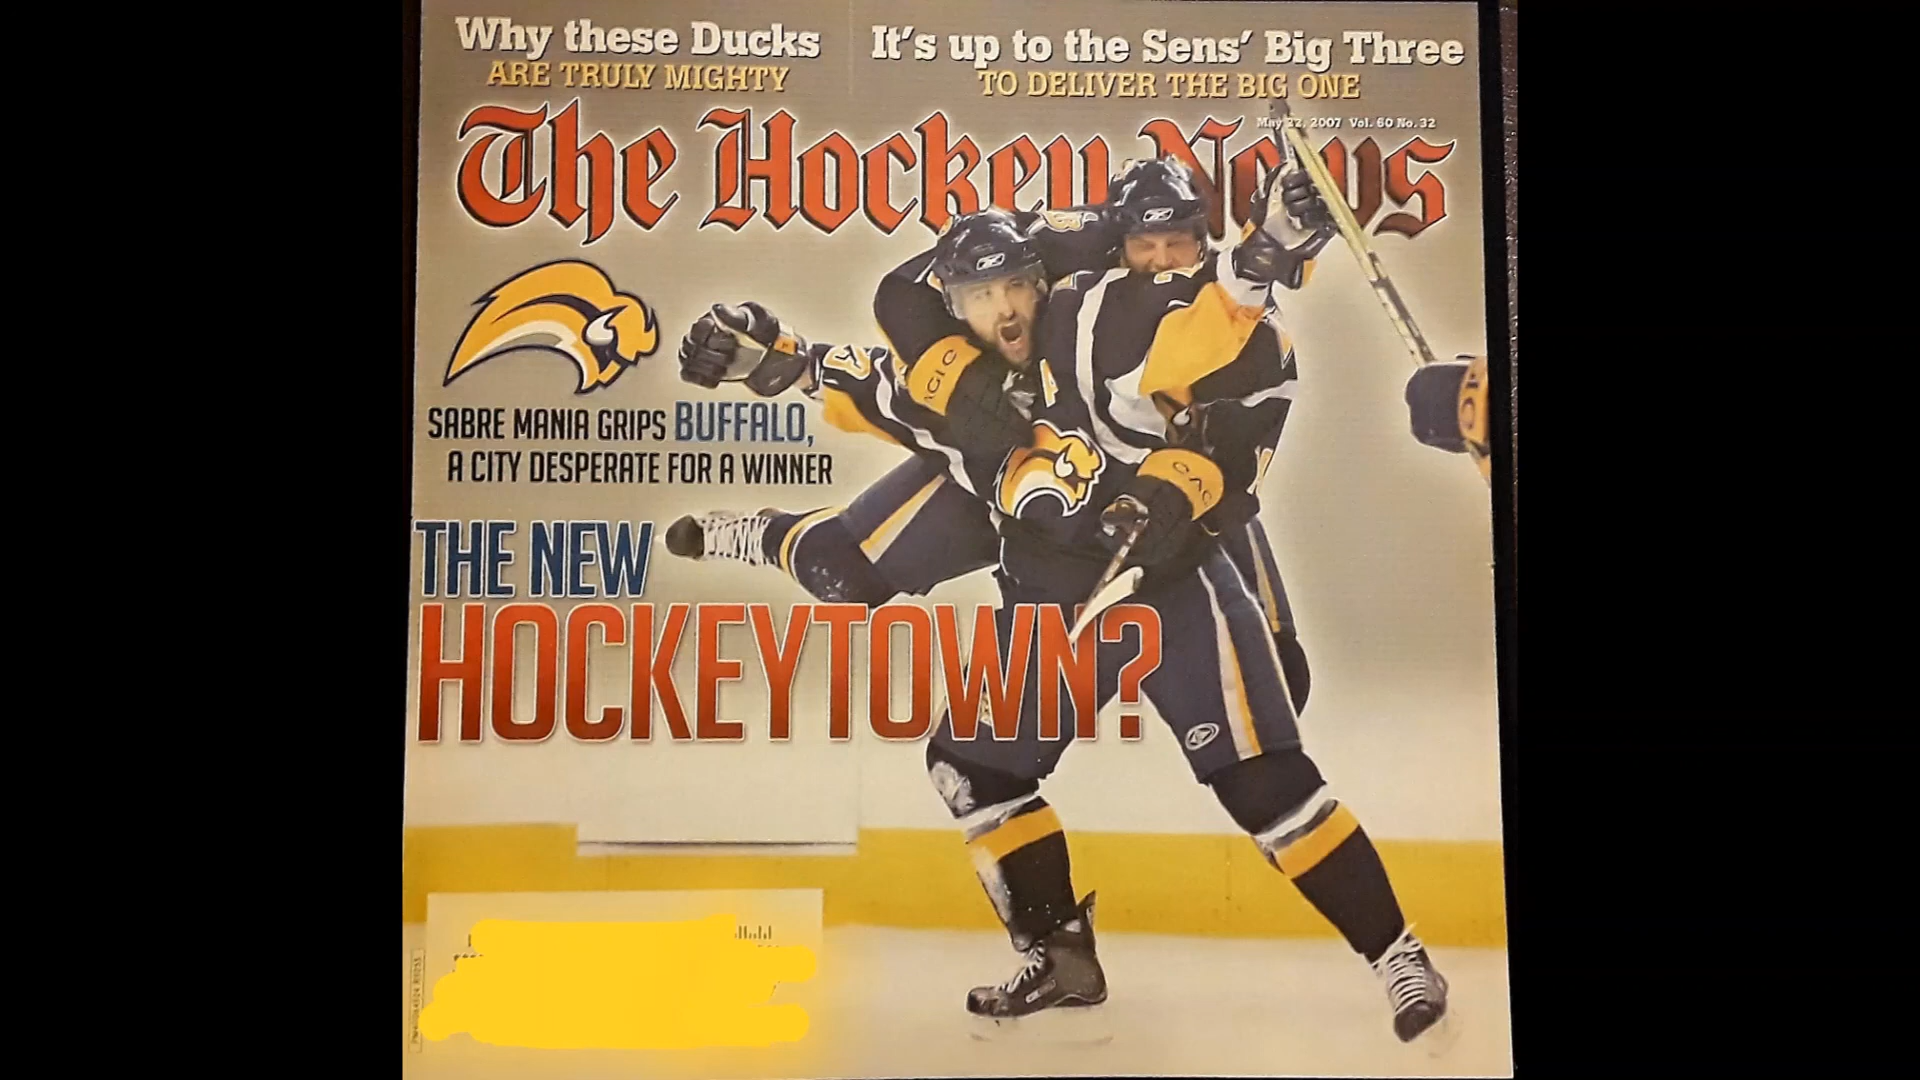 Why these Ducks
ARE TRULY MIGHTY
It's up to the Sens' Big Three
TO DELIVER THE BIG ONE
The Hockey News
May 22, 2007 Vol. 60 No. 32
SABRE MANIA GRIPS BUFFALO,
A CITY DESPERATE FOR A WINNER
THE NEW
HOCKEYTOWN?
A